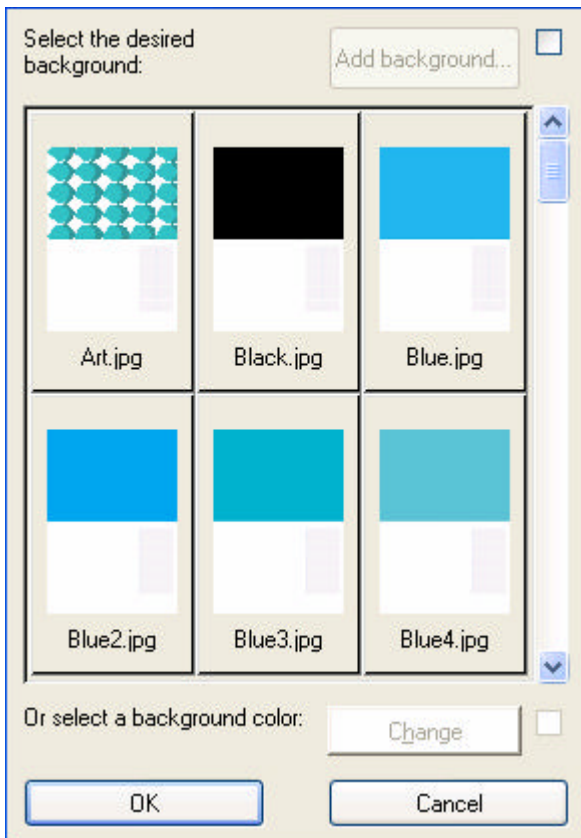 Select the desired
background:
Add background...
Art.jpg
Black.jpg
Blue.jpg
Blue2.jpg
Blue3.jpg
Blue4.jpg
Or select a background color:
Change
OK
Cancel